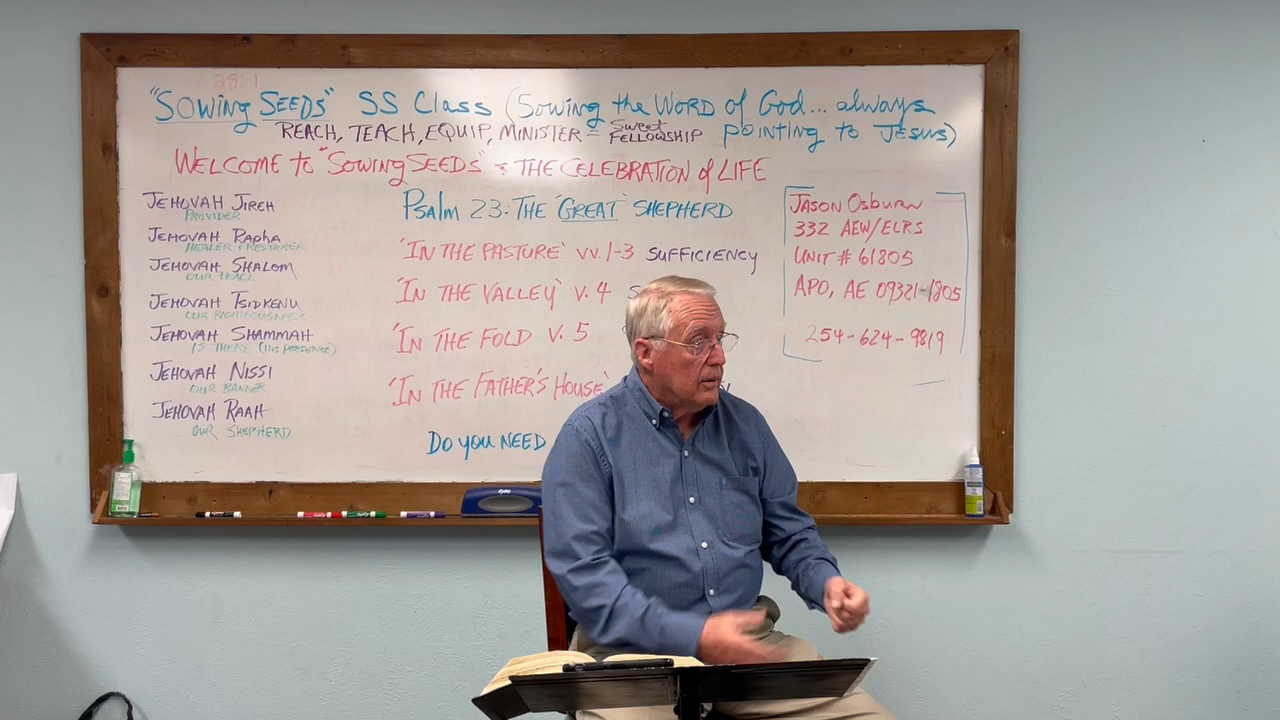 28:1
"SOWING SEEDS" SS CLASS (SOWING THE WORD OF GOD... always
REACH, TEACH, EQUIP, MINISTER = SWEET FELLOWSHIP pointing to JESUS)
WELCOME TO "SOWING SEEDS" & THE CELEBRATION of LIFE
JEHOVAH JIREH
PROVIDER
JEHOVAH RAPHA
HEALER & RESTORER
JEHOVAH SHALOM
OUR PEACE
JEHOVAH TSIDKENU
OUR RIGHTEOUSNESS
JEHOVAH SHAMMAH
IS THERE (HIS PRESENCE)
JEHOVAH NISSI
OUR BANNER
JEHOVAH RAAH
OUR SHEPHERD
PSALM 23: THE "GREAT" SHEPHERD
'IN THE PASTURE' vv. 1-3 SUFFICIENCY
'IN THE VALLEY' v. 4 S
'IN THE FOLD v. 5
'IN THE FATHER'S HOUSE' Y
DO YOU NEED
JASON OSBURN
332 AEW/ELRS
UNIT # 61805
APO, AE 09321-1805
254-624-9819